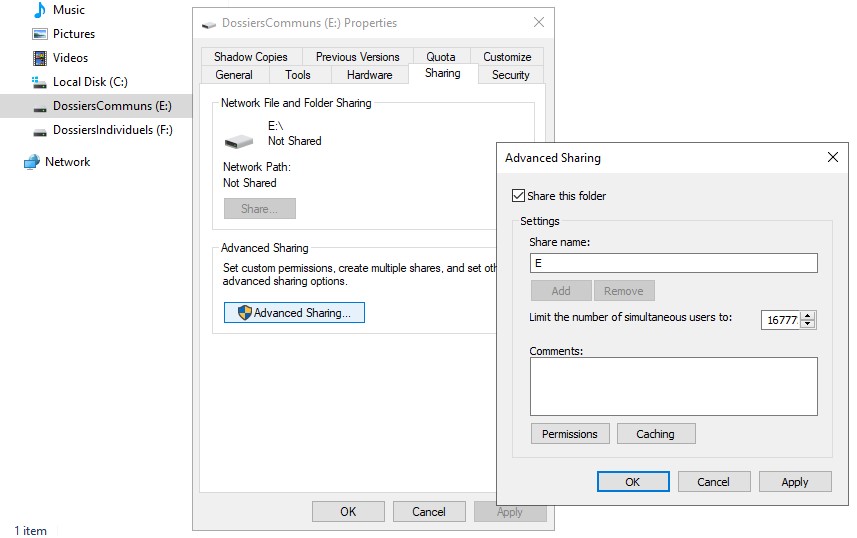 Music
Pictures
Videos
Local Disk (C:)
DossiersCommuns (E:)
DossiersIndividuels (F:)
Network
1 item
DossiersCommuns (E:) Properties
Shadow Copies Previous Versions Quota Customize
General Tools Hardware Sharing Security
Network File and Folder Sharing
E:\
Not Shared
Network Path:
Not Shared
Share...
Advanced Sharing
Set custom permissions, create multiple shares, and set oth
advanced sharing options.
Advanced Sharing...
OK Cancel Apply
Advanced Sharing
Share this folder
Settings
Share name:
E
Add Remove
Limit the number of simultaneous users to: 16777
Comments:
Permissions Caching
OK Cancel Apply